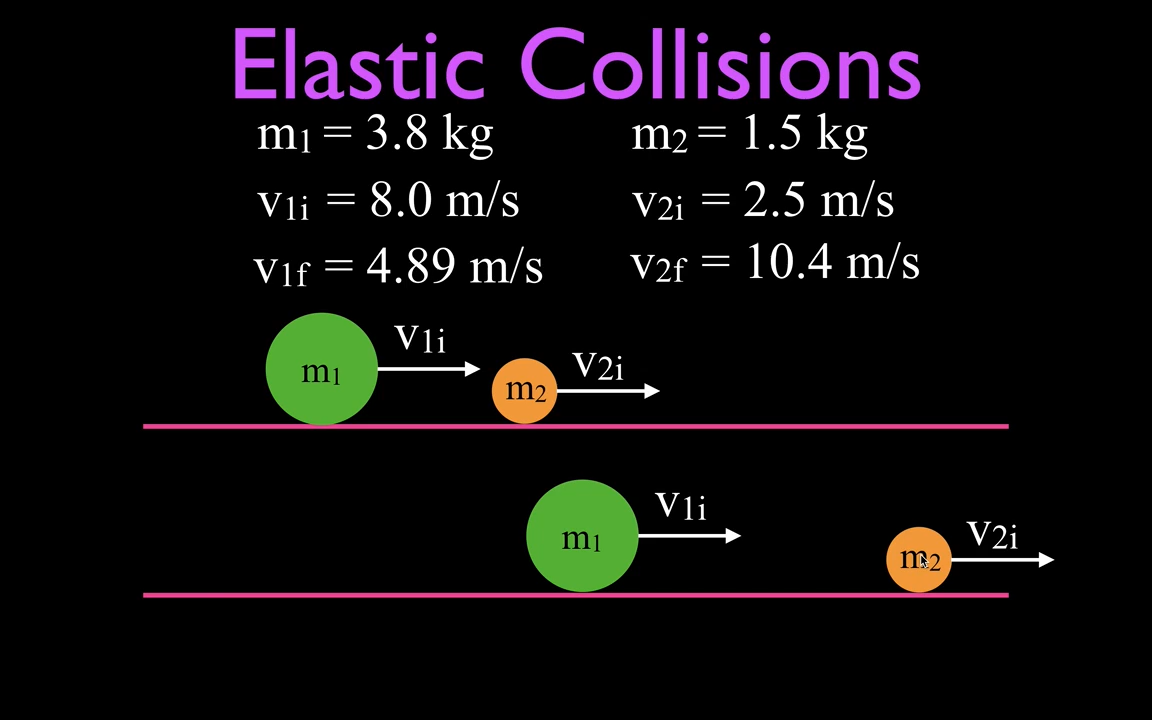 Elastic Collisions
m1 = 3.8 kg m2 = 1.5 kg
v1i = 8.0 m/s v2i = 2.5 m/s
v1f = 4.89 m/s v2f = 10.4 m/s
v1i v2i
m1 m2
v1i v2i
m1 m2